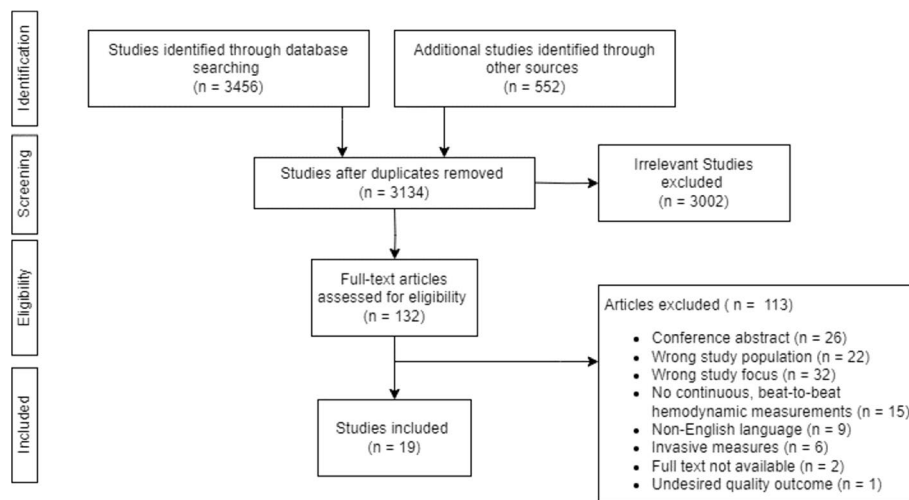 Identification
Studies identified through database
searching
(n = 3456)
Additional studies identified through
other sources
(n = 552)
Screening
Studies after duplicates removed
(n = 3134)
Irrelevant Studies
excluded
(n = 3002)
Eligibility
Full-text articles
assessed for eligibility
(n = 132)
Articles excluded ( n =  113)
• Conference abstract (n = 26)
• Wrong study population (n = 22)
• Wrong study focus (n = 32)
• No continuous, beat-to-beat
hemodynamic measurements (n = 15)
• Non-English language (n = 9)
• Invasive measures (n = 6)
• Full text not available (n = 2)
• Undesired quality outcome (n = 1)
Included
Studies included
(n = 19)